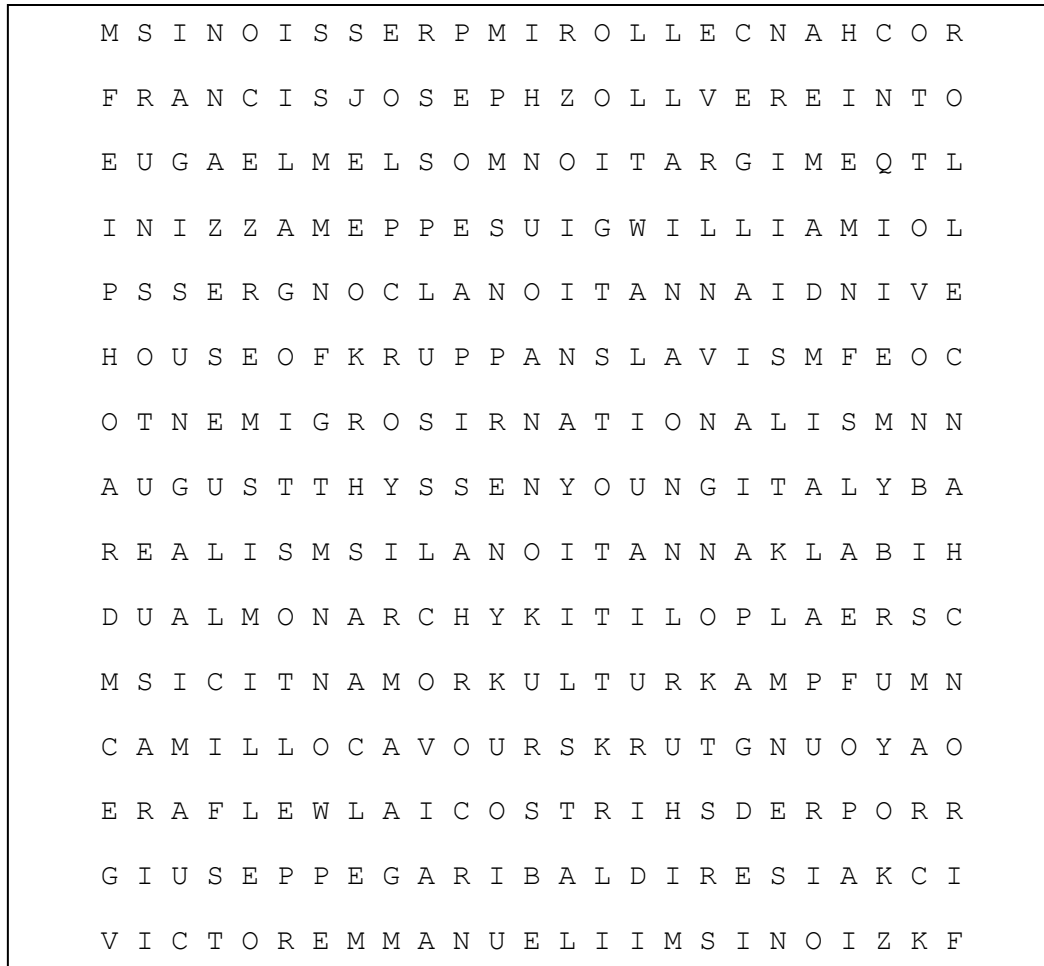 M S I N O I S S E R P M I R O L L E C N A H C O R
F R A N C I S J O S E P H Z O L L V E R E I N T O
E U G A E L M E L S O M N O I T A R G I M E Q T L
I N I Z Z A M E P P E S U I G W I L L I A M I O L
P S S E R G N O C L A N O I T A N N A I D N I V E
H O U S E O F K R U P P A N S L A V I S M F E O C
O T N E M I G R O S I R N A T I O N A L I S M N N
A U G U S T T H Y S S E N Y O U N G I T A L Y B A
R E A L I S M S I L A N O I T A N N A K L A B I H
D U A L M O N A R C H Y K I T I L O P L A E R S C
M S I C I T N A M O R K U L T U R K A M P F U M N
C A M I L L O C A V O U R S K R U T G N U O Y A O
E R A F L E W L A I C O S T R I H S D E R P O R R
G I U S E P P E G A R I B A L D I R E S I A K C I
V I C T O R E M M A N U E L I I M S I N O I Z K F